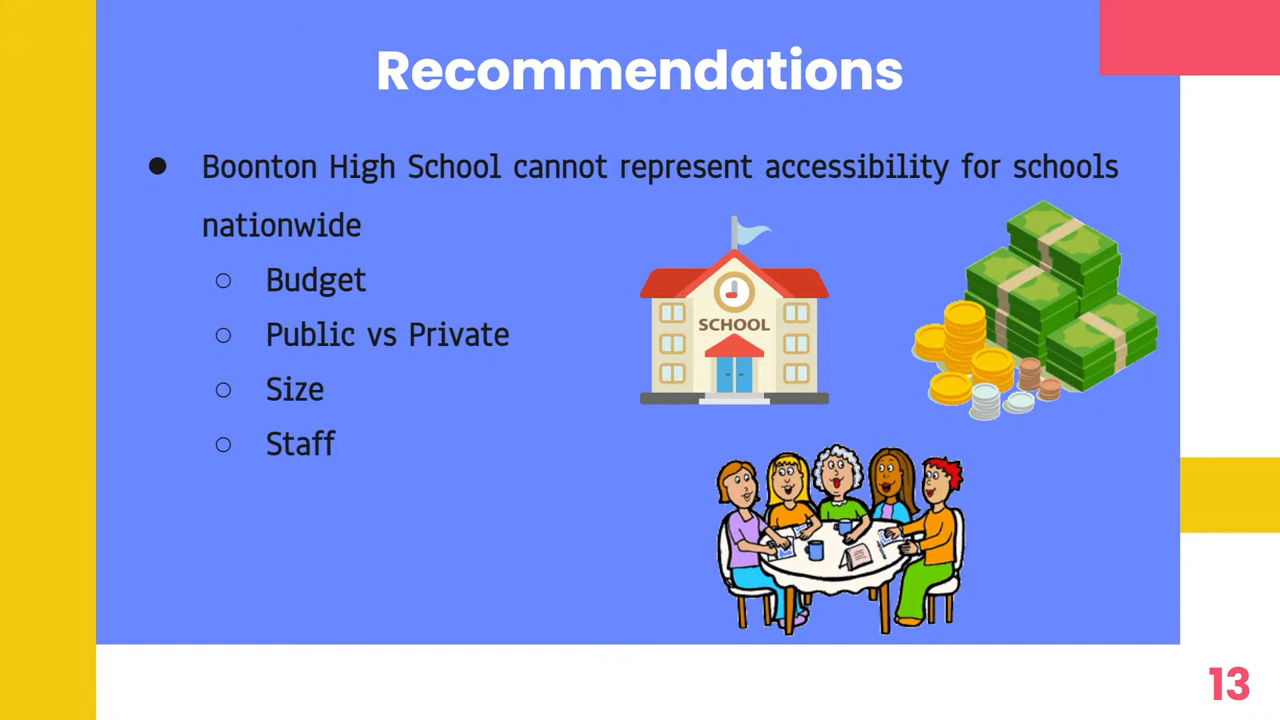 Recommendations
● Boonton High School cannot represent accessibility for schools
nationwide
○ Budget
○ Public vs Private
○ Size
○ Staff
SCHOOL
13